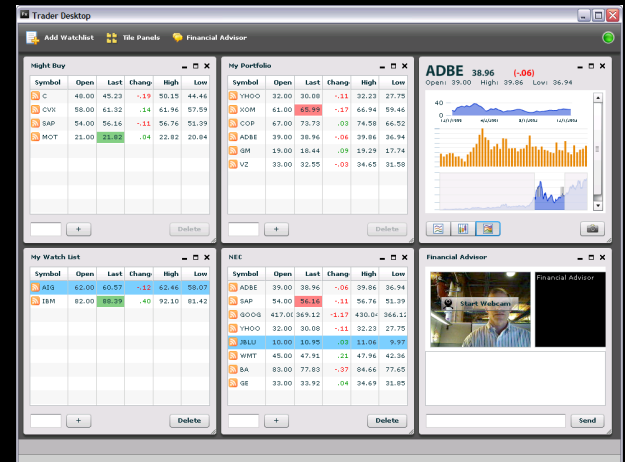 Trader Desktop
Add Watchlist Tile Panels Financial Advisor
Might Buy
Symbol Open Last Chang High Low
C 48.00 45.23 -.19 50.15 44.46
CVX 58.00 61.32 .14 61.96 57.59
SAP 54.00 56.16 -.11 56.76 51.39
MOT 21.00 21.82 .04 22.82 20.84
+ Delete
My Portfolio
Symbol Open Last Chang High Low
YHOO 32.00 30.08 -.11 32.23 27.75
XOM 61.00 65.99 -.17 66.94 59.46
COP 67.00 73.73 .03 74.58 66.52
ADBE 39.00 38.96 -.06 39.86 36.94
GM 19.00 18.44 .09 19.29 17.74
VZ 33.00 32.55 -.03 34.65 31.58
+ Delete
ADBE 38.96 (-.06)
Open: 39.00 High: 39.86 Low: 36.94
40
0
My Watch List
Symbol Open Last Chang High Low
AIG 62.00 60.57 -.12 62.46 58.07
IBM 82.00 88.39 .40 92.10 81.42
+ Delete
NEC
Symbol Open Last Chang High Low
ADBE 39.00 38.96 -.06 39.86 36.94
SAP 54.00 56.16 -.11 56.76 51.39
GOOG 417.00 369.12 -1.17 430.04 366.12
YHOO 32.00 30.08 -.11 32.23 27.75
JBLU 10.00 10.95 .03 11.06 9.97
WMT 45.00 47.91 .21 47.96 42.36
BA 83.00 77.83 -.37 84.66 77.65
GE 33.00 33.92 .04 34.69 31.85
+ Delete
Financial Advisor
Start Webcam
Financial Advisor
Send